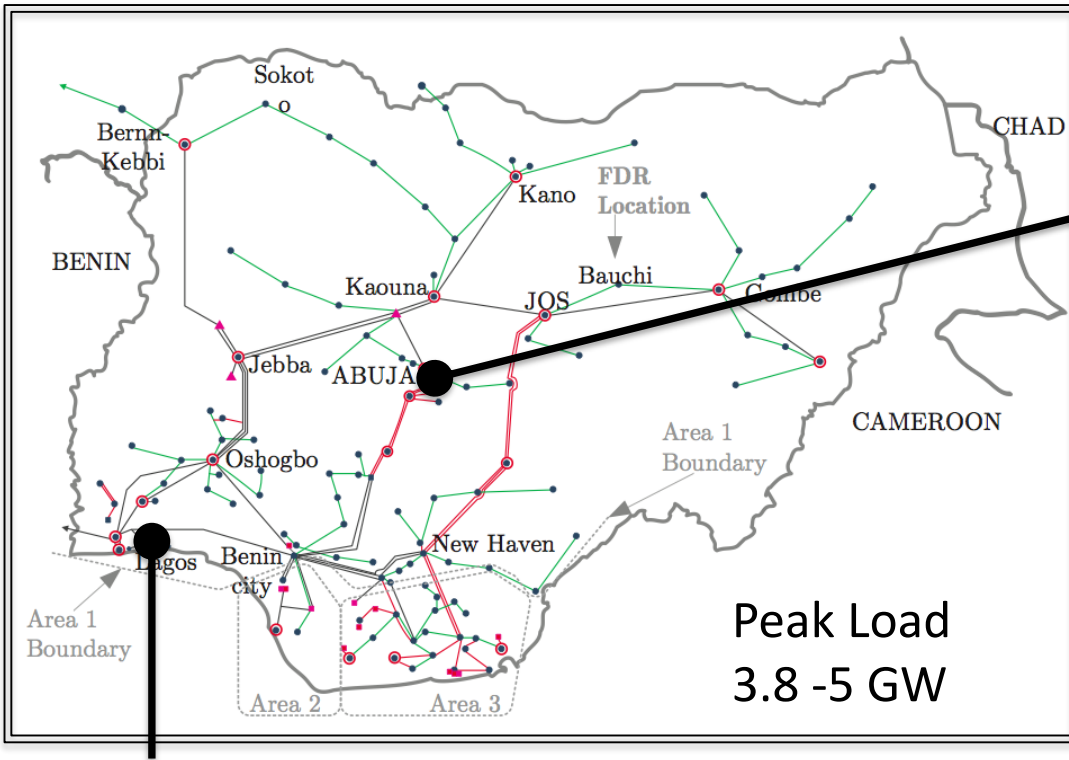 Sokot
o
CHAD
Bernn-
Kebbi
FDR
Location
Kano
BENIN
Bauchi
Kaouna
JOS
Gombe
Jebba
ABUJA
CAMEROON
Area 1
Boundary
Oshogbo
New Haven
Benin
city
Lagos
Area 1
Boundary
Peak Load
3.8 -5 GW
Area 2
Area 3